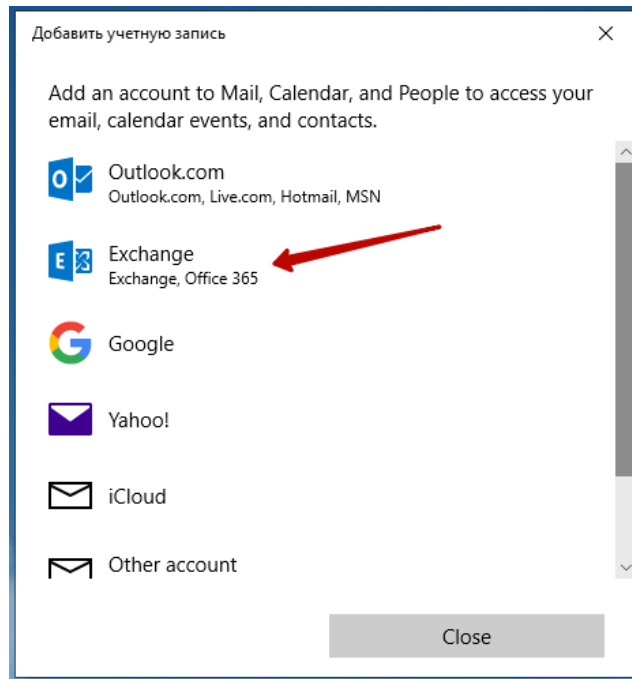 Добавить учетную запись
Add an account to Mail, Calendar, and People to access your
email, calendar events, and contacts.
Outlook.com
Outlook.com, Live.com, Hotmail, MSN
Exchange
Exchange, Office 365
Google
Yahoo!
iCloud
Other account
Close